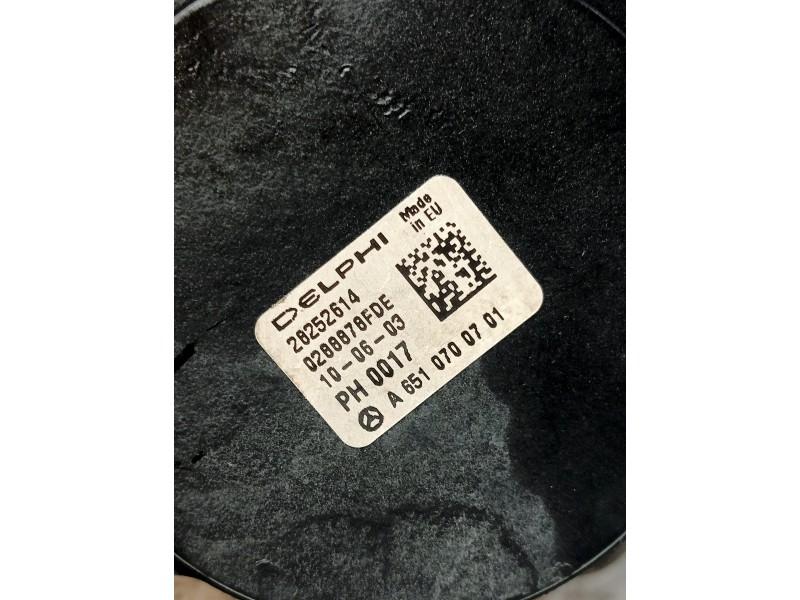 DELPHI
Made
in EU
28252614
0288878FDE
10-06-03
PH 0017
A 651 070 07 01